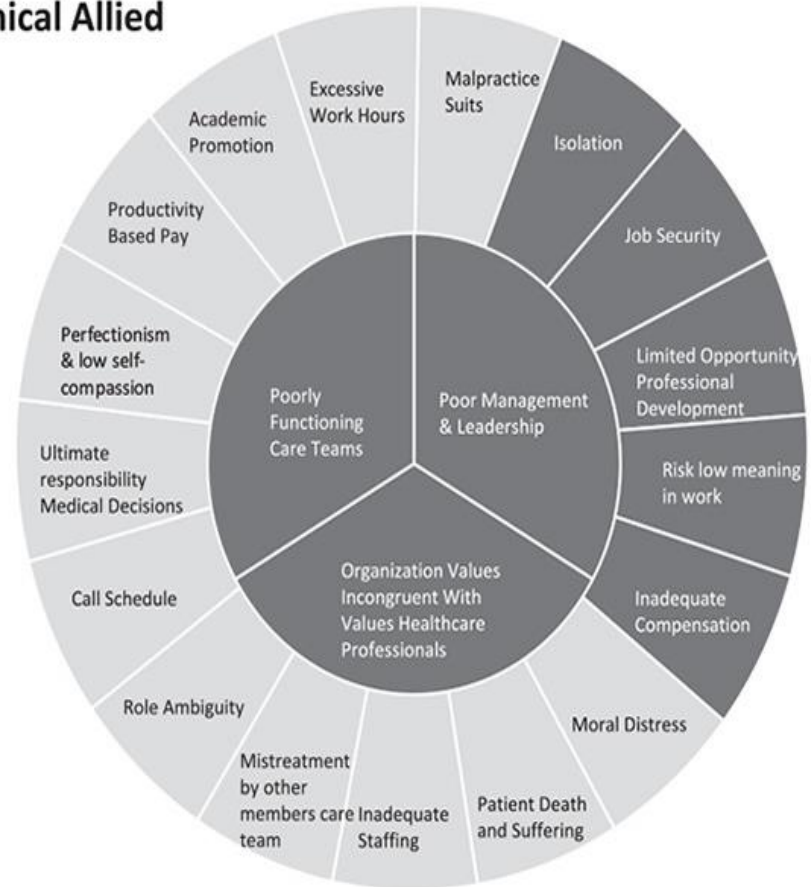 nical Allied
Malpractice
Suits
Isolation
Job Security
Limited Opportunity
Professional
Development
Risk low meaning
in work
Inadequate
Compensation
Moral Distress
Patient Death
and Suffering
Inadequate
Staffing
Mistreatment
by other
members care
team
Role Ambiguity
Call Schedule
Ultimate
responsibility
Medical Decisions
Perfectionism
& low self-
compassion
Productivity
Based Pay
Academic
Promotion
Excessive
Work Hours
Poorly
Functioning
Care Teams
Poor Management
& Leadership
Organization Values
Incongruent With
Values Healthcare
Professionals